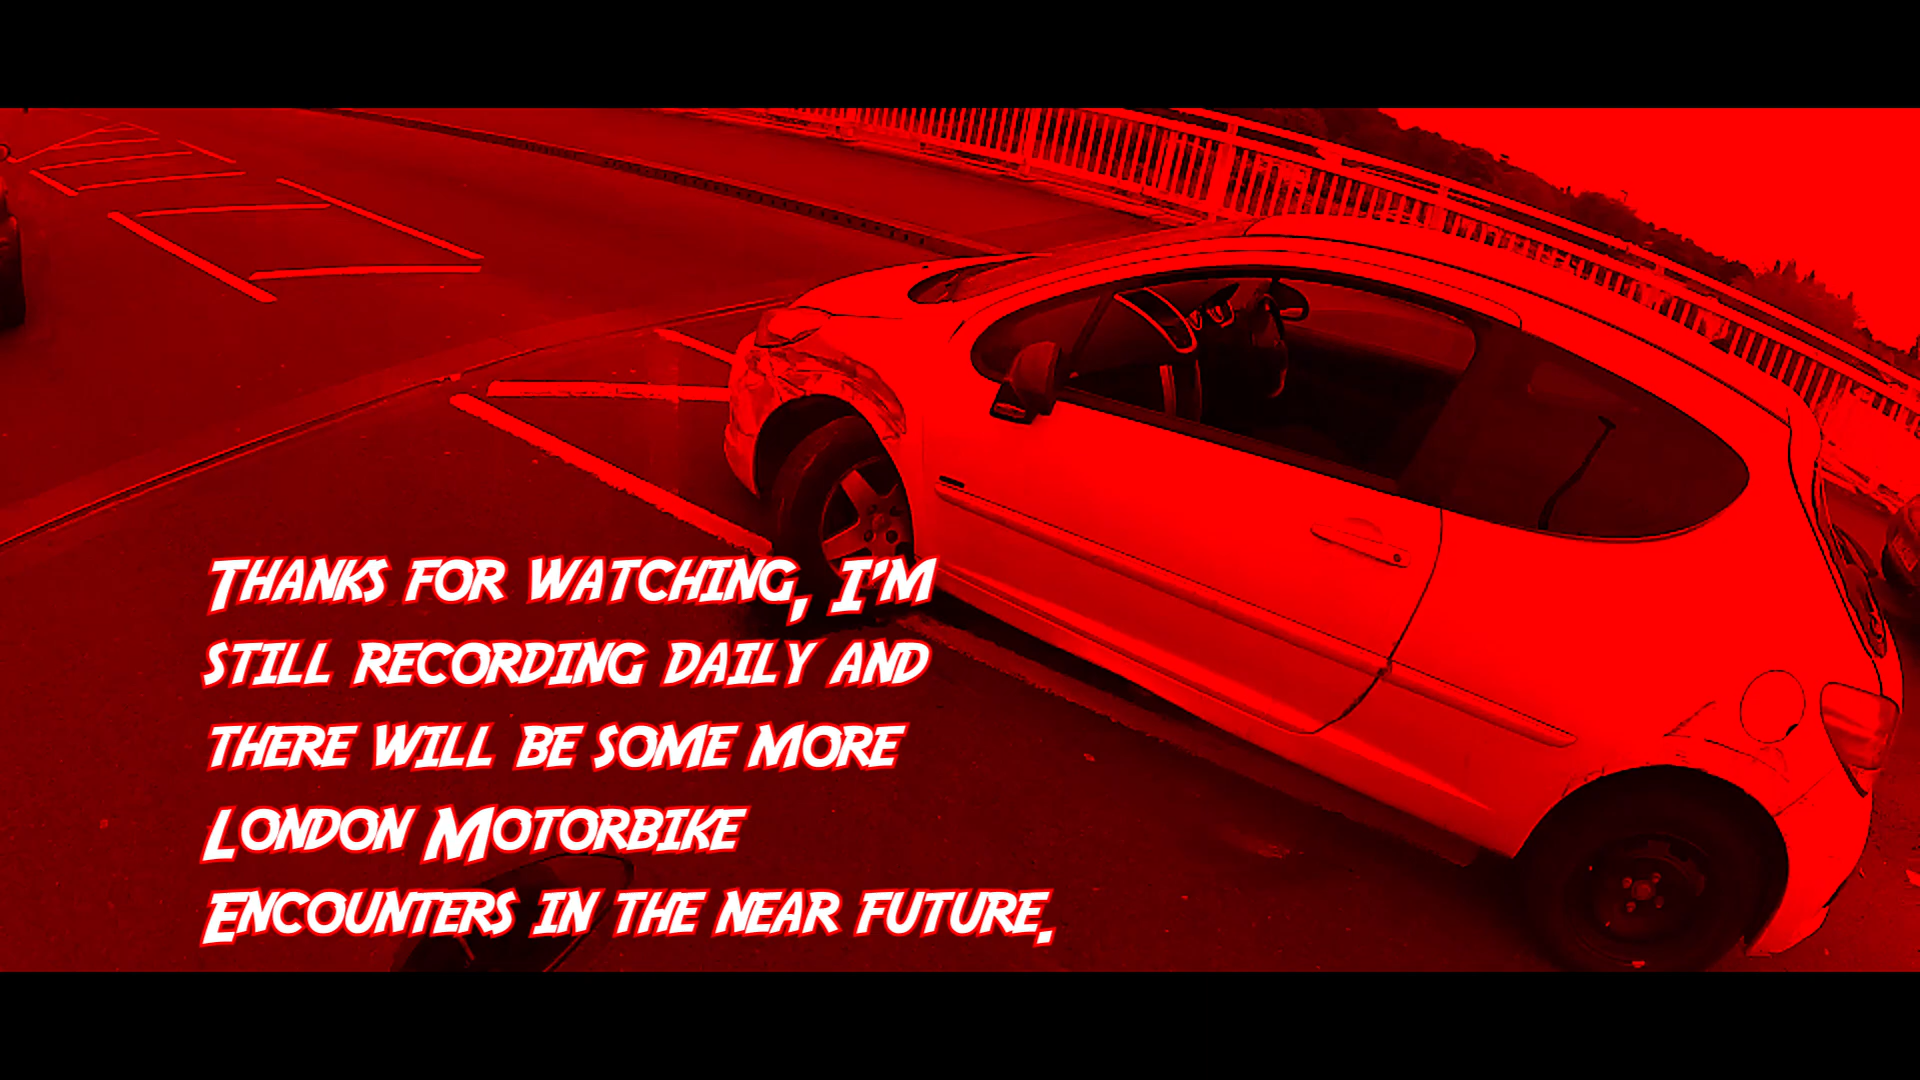 Thanks for watching, I'm
still recording daily and
there will be some more
London Motorbike
Encounters in the near future.